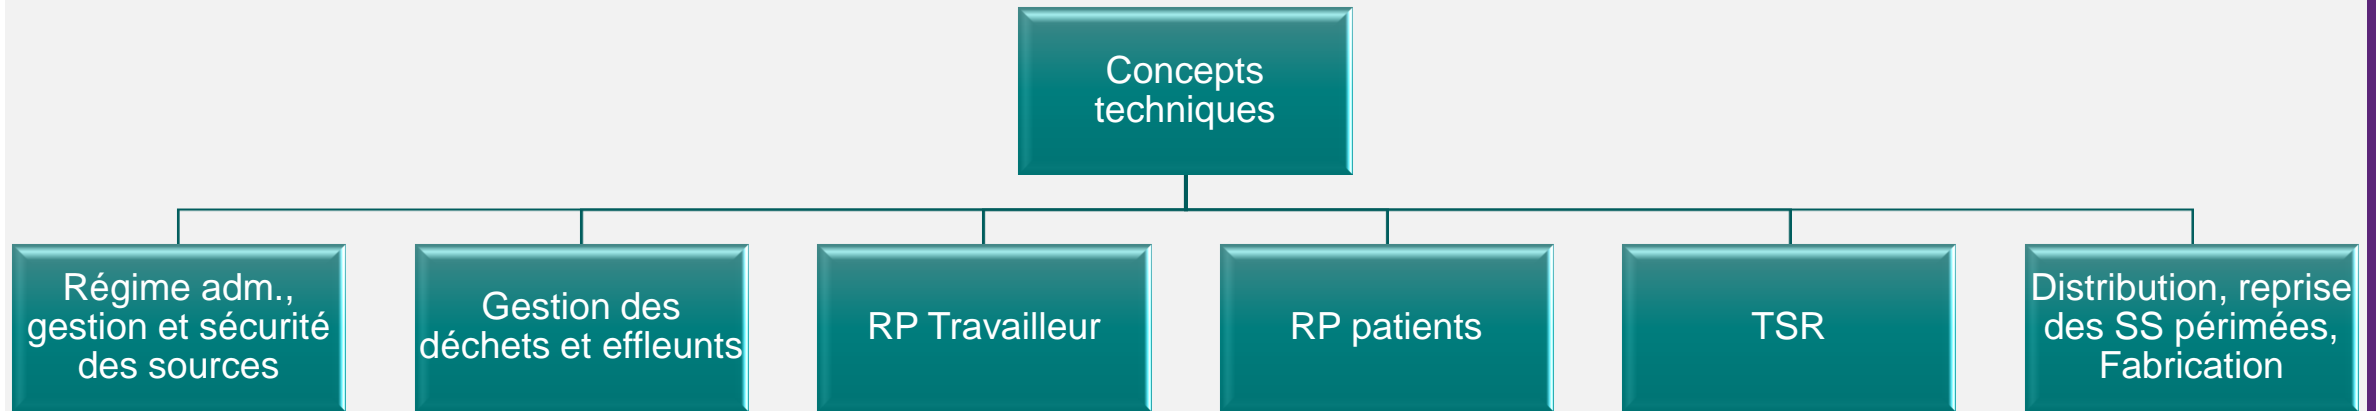 Concepts
techniques
Régime adm.,
gestion et sécurité
des sources
Gestion des
déchets et effleunts
RP Travailleur
RP patients
TSR
Distribution, reprise
des SS périmées,
Fabrication